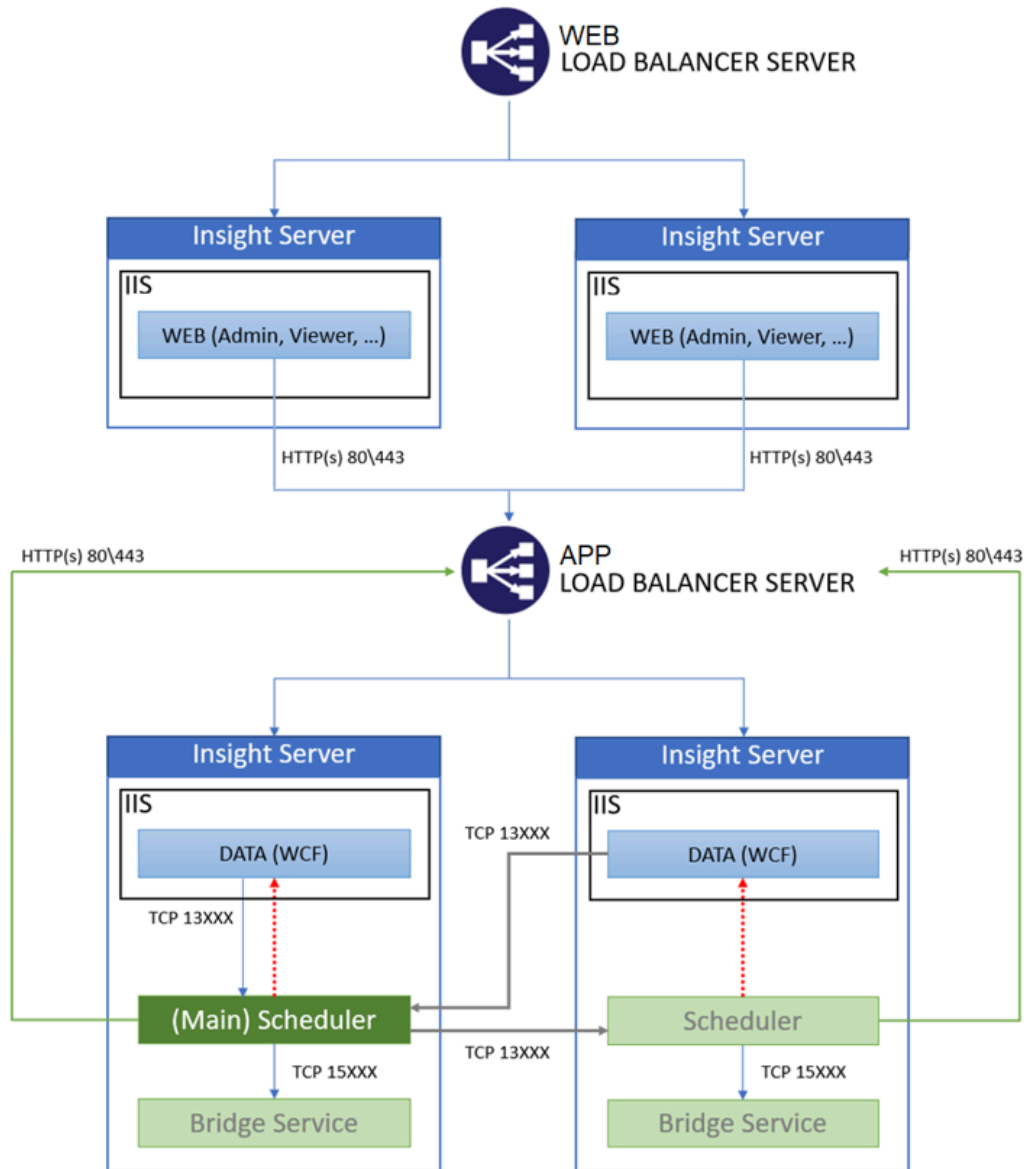 WEB
LOAD BALANCER SERVER
Insight Server
Insight Server
IIS
IIS
WEB (Admin, Viewer, ...)
WEB (Admin, Viewer, ...)
HTTP(s) 80\443
HTTP(s) 80\443
HTTP(s) 80\443
APP
LOAD BALANCER SERVER
HTTP(s) 80\443
Insight Server
Insight Server
IIS
IIS
DATA (WCF)
TCP 13XXX
DATA (WCF)
TCP 13XXX
(Main) Scheduler
Scheduler
TCP 13XXX
TCP 15XXX
TCP 15XXX
Bridge Service
Bridge Service